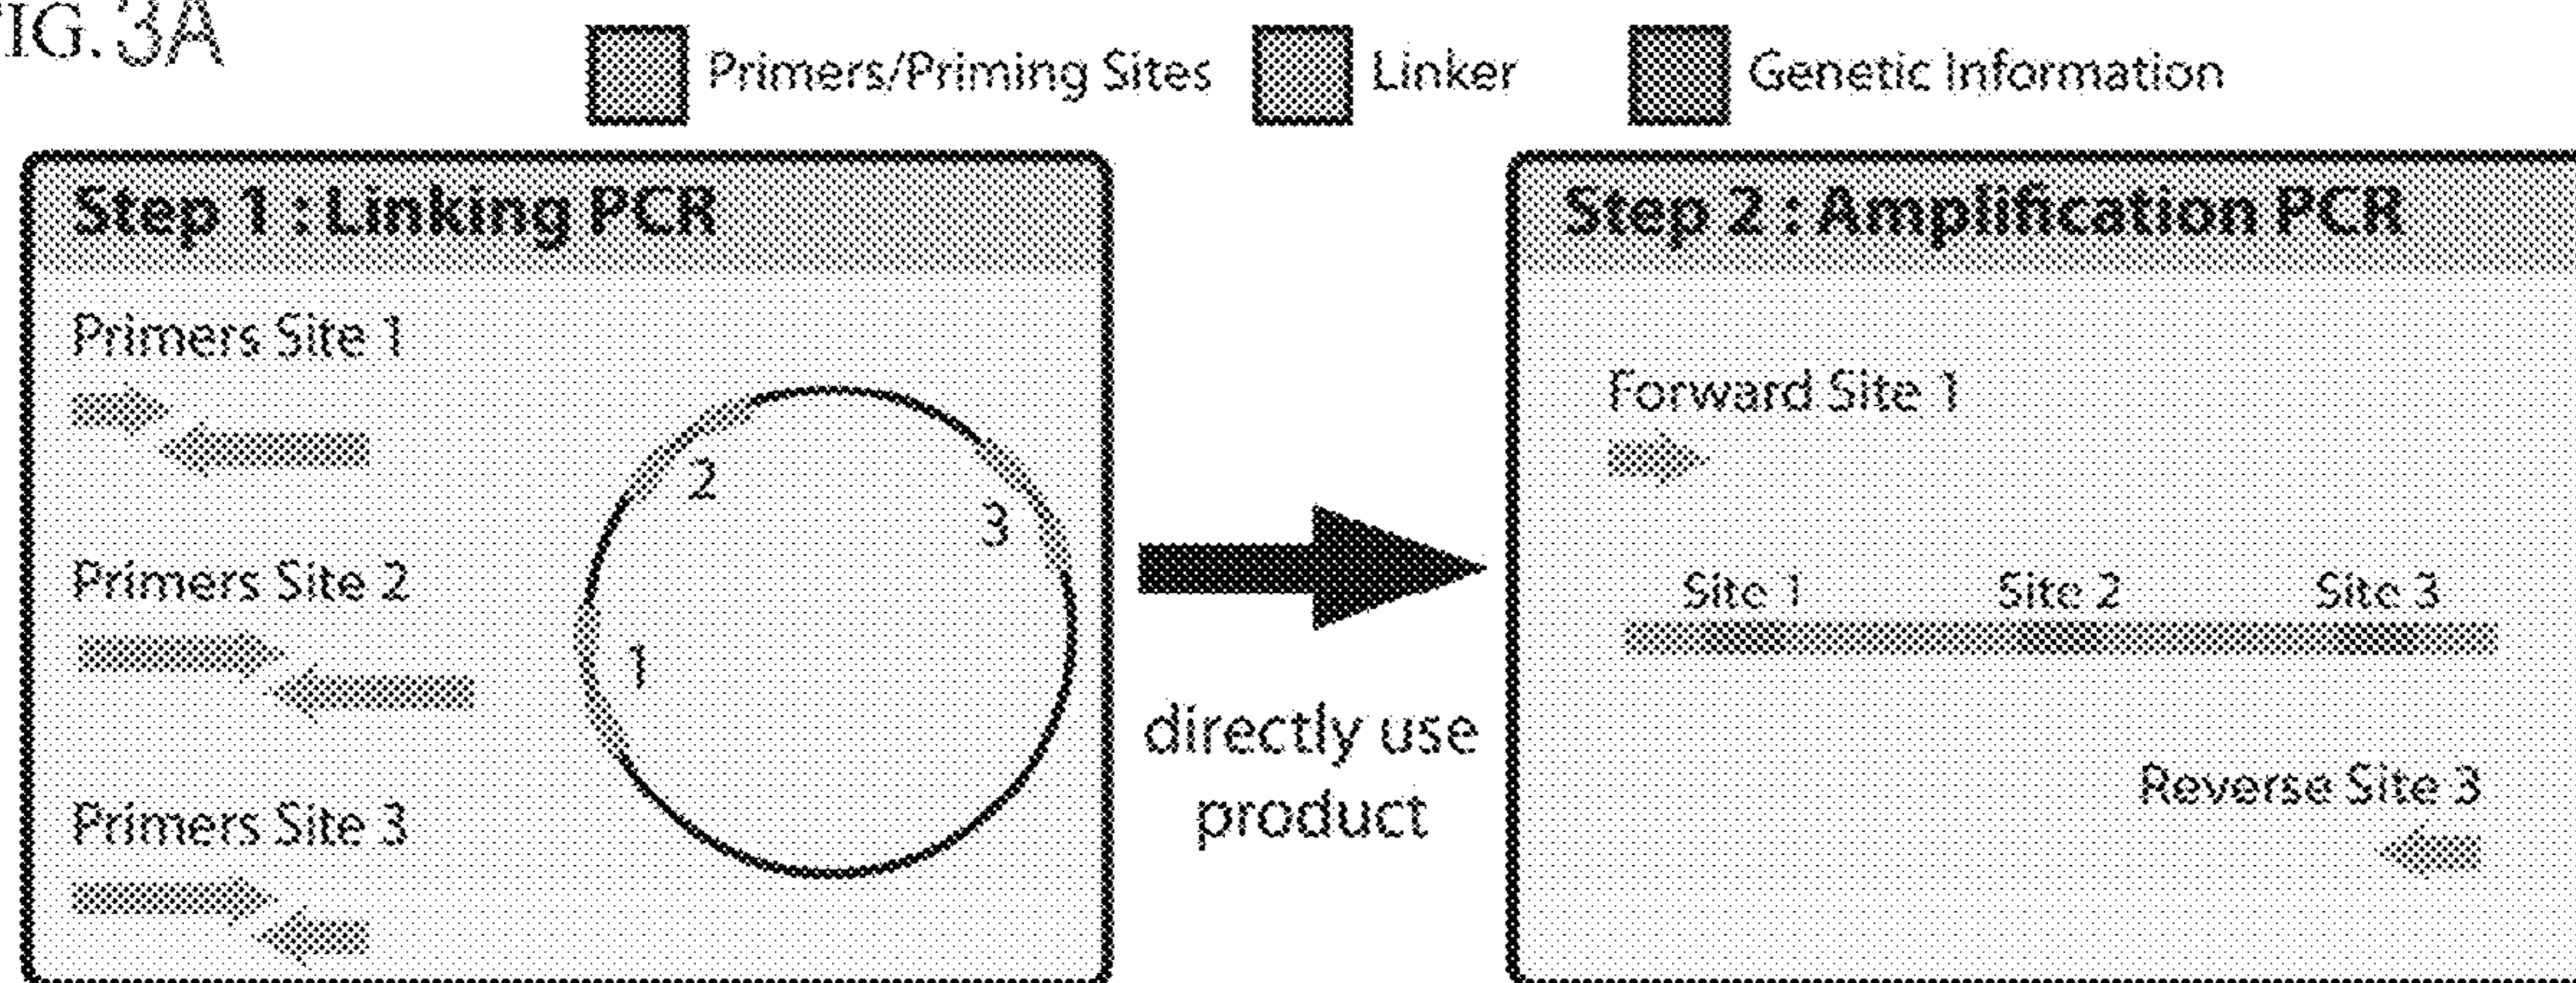 FIG. 3A
Primers/Priming Sites
Linker
Genetic Information
Step 1 : Linking PCR
Primers Site 1
Primers Site 2
Primers Site 3
2
3
1
directly use
product
Step 2 : Amplification PCR
Forward Site 1
Site 1
Site 2
Site 3
Reverse Site 3